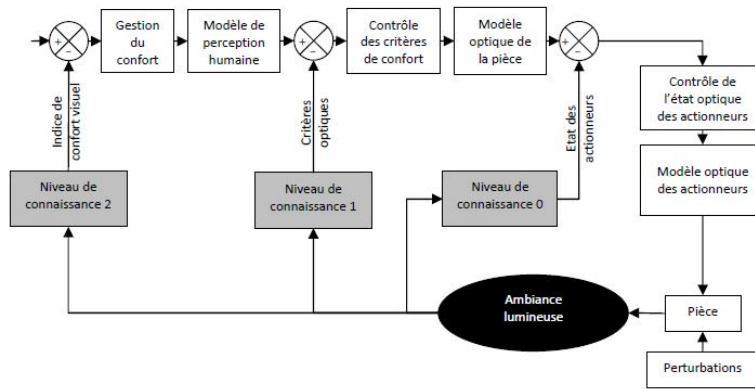 Gestion
du
confort
Modèle de
perception
humaine
Contrôle
des critères
de confort
Modèle
optique de
la pièce
+
-
+
-
+
-
Contrôle de
l'état optique
des actionneurs
Indice de
confort visuel
Critères
optiques
Etat des
actionneurs
Niveau de
connaissance 2
Niveau de
connaissance 1
Niveau de
connaissance 0
Modèle optique
des actionneurs
Ambiance
lumineuse
Pièce
Perturbations